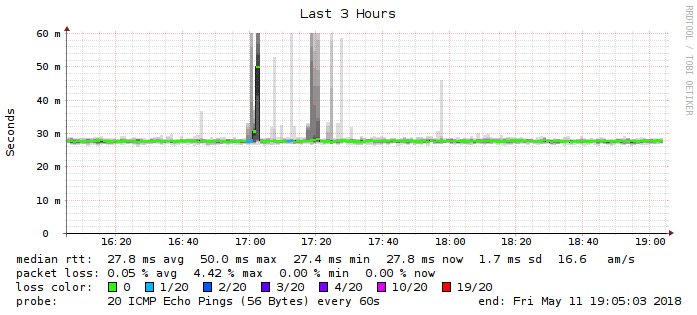 Last 3 Hours
RRDTOOL / TOBI OETIKER
Seconds
60 m
50 m
40 m
30 m
20 m
10 m
0
16:20 16:40 17:00 17:20 17:40 18:00 18:20 18:40 19:00
median rtt: 27.8 ms avg 50.0 ms max 27.4 ms min 27.8 ms now 1.7 ms sd 16.6 am/s
packet loss: 0.05 % avg 4.42 % max 0.00 % min 0.00 % now
loss color: 0 1/20 2/20 3/20 4/20 10/20 19/20
probe: 20 ICMP Echo Pings (56 Bytes) every 60s end: Fri May 11 19:05:03 2018